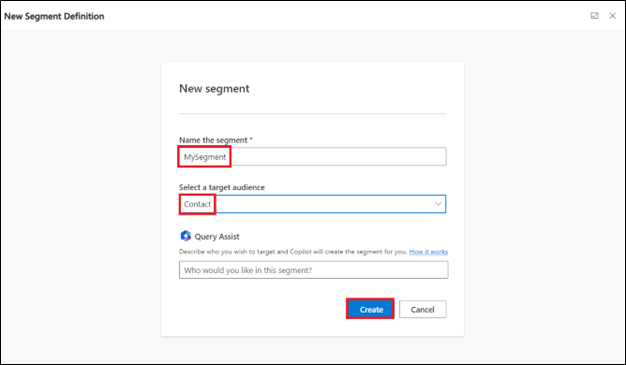 New Segment Definition
New segment
Name the segment *
MySegment
Select a target audience
Contact
Query Assist
Describe who you wish to target and Copilot will create the segment for you. How it works
Who would you like in this segment?
Create Cancel